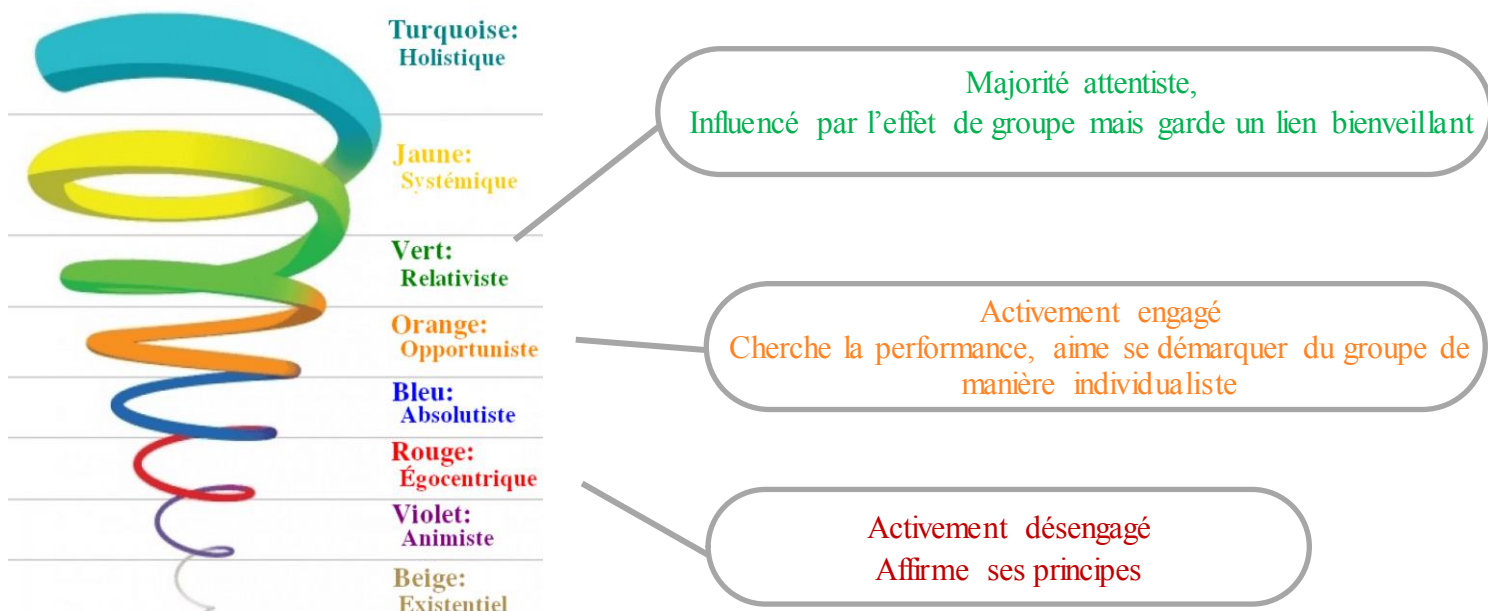 Turquoise:
Holistique
Jaune:
Systémique
Vert:
Relativiste
Orange:
Opportuniste
Bleu:
Absolutiste
Rouge:
Égocentrique
Violet:
Animiste
Beige:
Existentiel
Majorité attentiste,
Influencé par l’effet de groupe mais garde un lien bienveillant
Activement engagé
Cherche la performance, aime se démarquer du groupe de
manière individualiste
Activement désengagé
Affirme ses principes